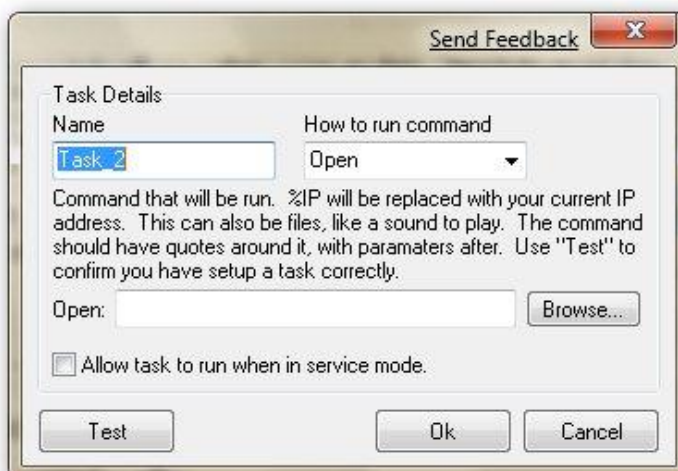 Send Feedback
Task Details
Name How to run command
Task_2 Open
Command that will be run. %IP will be replaced with your current IP
address. This can also be files, like a sound to play. The command
should have quotes around it, with paramaters after. Use "Test" to
confirm you have setup a task correctly.
Open: Browse...
Allow task to run when in service mode.
Test Ok Cancel